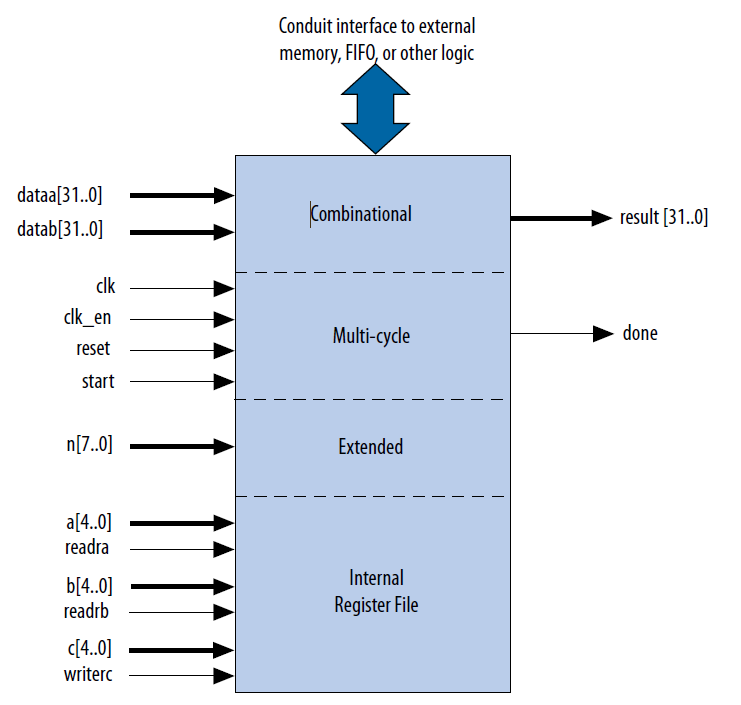 Conduit interface to external
memory, FIFO, or other logic
dataa[31..0]
datab[31..0]
Combinational
result [31..0]
clk
clk_en
reset
start
Multi-cycle
done
n[7..0]
Extended
a[4..0]
readra
b[4..0]
readrb
c[4..0]
writerc
Internal
Register File